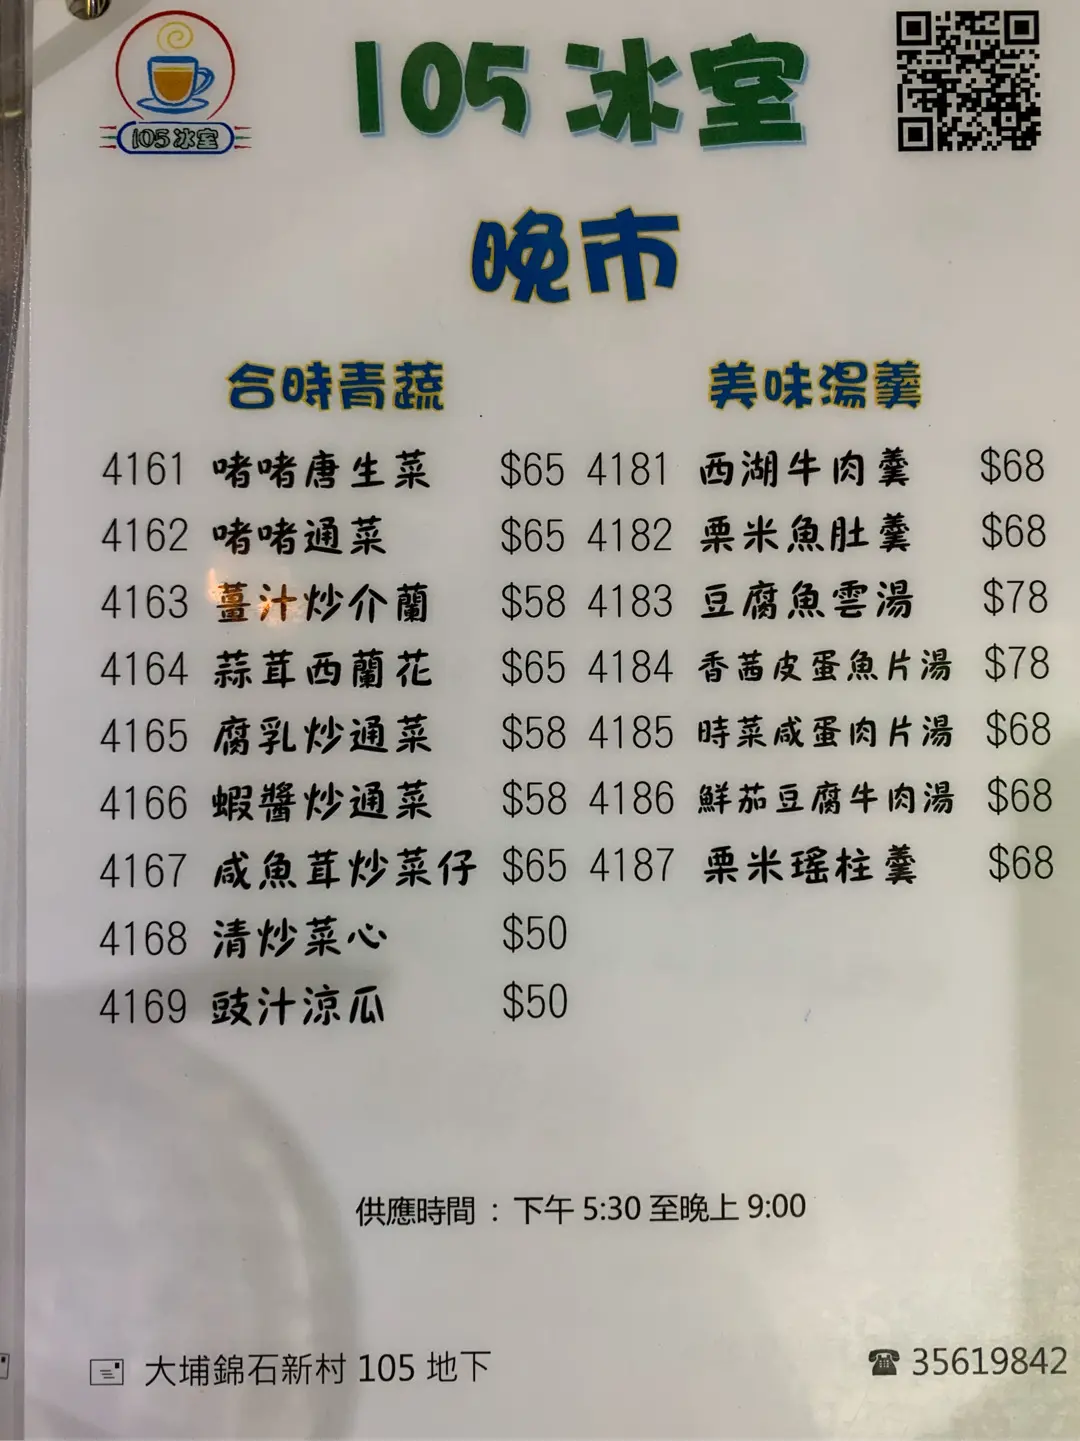 105冰室
105 冰室
晚市
合時青蔬
4161 啫啫唐生菜 $65
4162 啫啫通菜 $65
4163 薑汁炒介蘭 $58
4164 蒜茸西蘭花 $65
4165 腐乳炒通菜 $58
4166 蝦醬炒通菜 $58
4167 咸魚茸炒菜仔 $65
4168 清炒菜心 $50
4169 豉汁涼瓜 $50
美味湯羹
4181 西湖牛肉羹 $68
4182 栗米魚肚羹 $68
4183 豆腐魚雲湯 $78
4184 香茜皮蛋魚片湯 $78
4185 時菜咸蛋肉片湯 $68
4186 鮮茄豆腐牛肉湯 $68
4187 栗米瑤柱羹 $68
供應時間 : 下午 5:30 至晚上 9:00
大埔錦石新村 105 地下
35619842